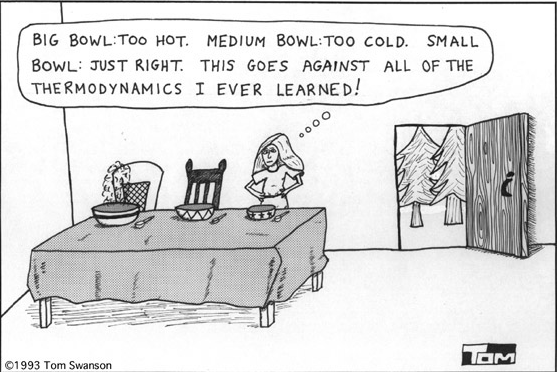 BIG BOWL: TOO HOT. MEDIUM BOWL: TOO COLD. SMALL
BOWL: JUST RIGHT. THIS GOES AGAINST ALL OF THE
THERMODYNAMICS I EVER LEARNED!
TOM
©1993 Tom Swanson